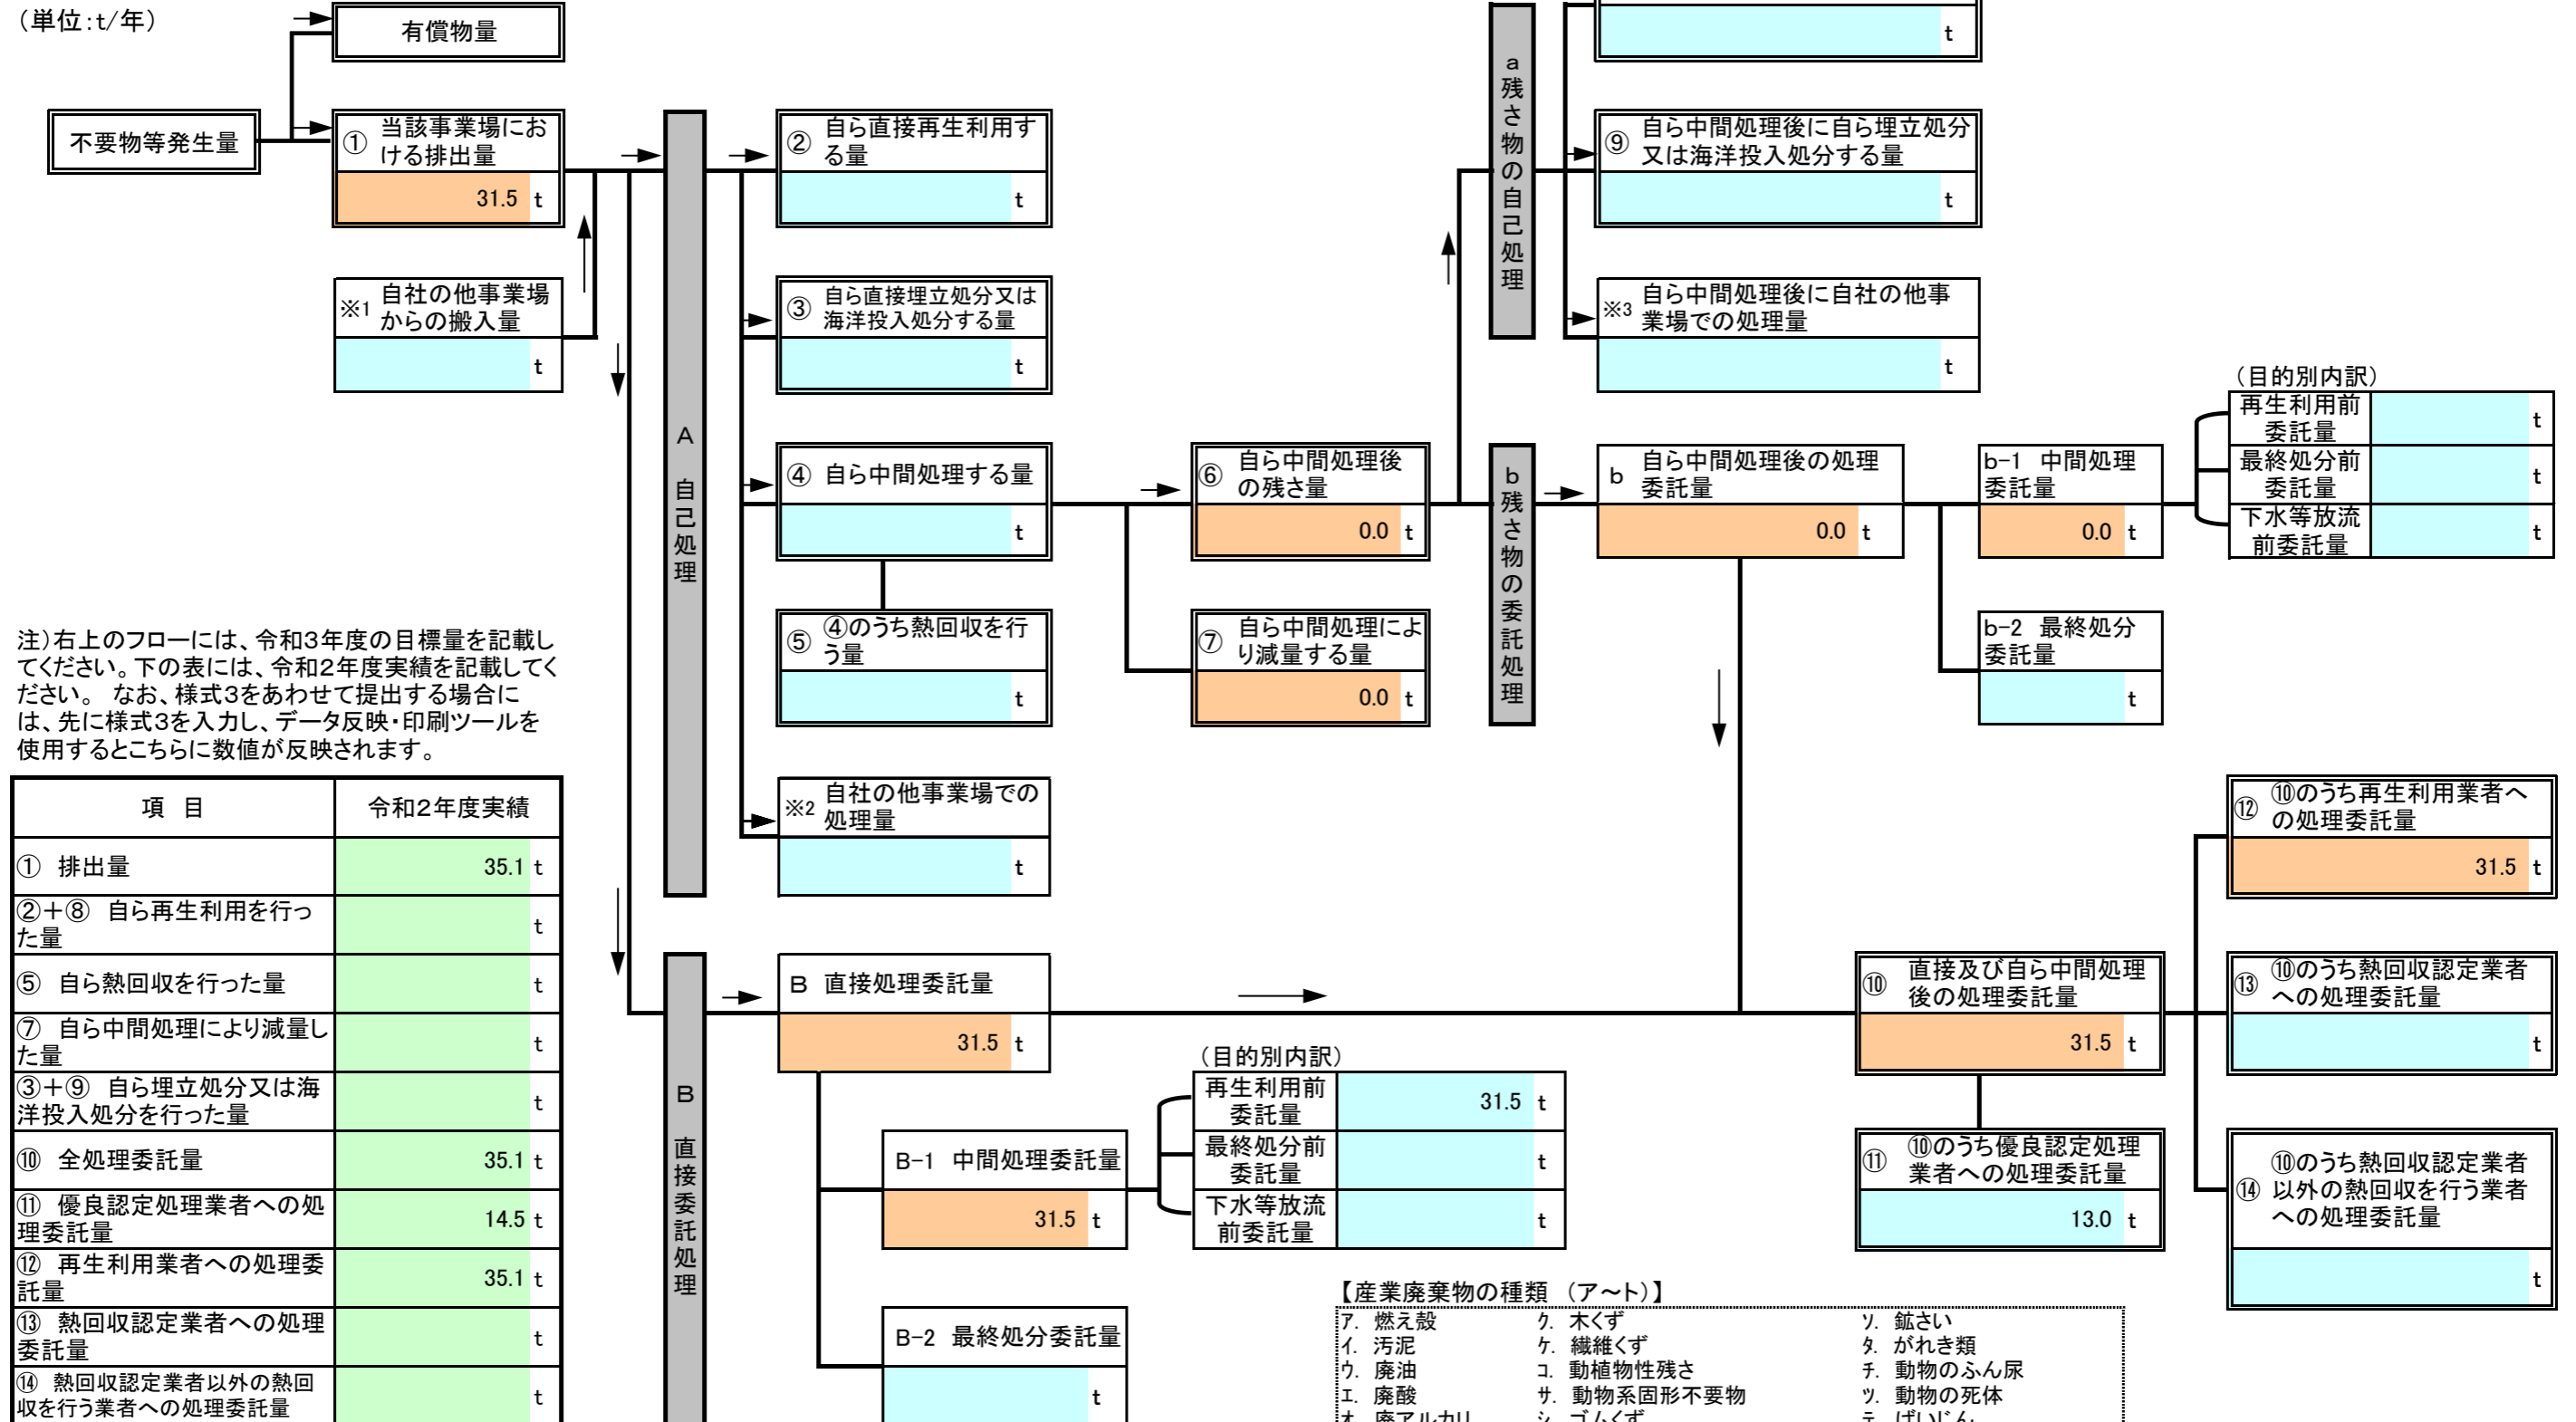 （単位：t/年）
有償物量
不要物等発生量
①
当該事業場にお
ける排出量
31.5 t
※1
自社の他事業場
からの搬入量
t
A 自己処理
②
自ら直接再生利用す
る量
t
③
自ら直接埋立処分又は
海洋投入処分する量
t
④ 自ら中間処理する量
t
⑤
④のうち熱回収を行
う量
t
※2
自社の他事業場での
処理量
t
⑥
自ら中間処理後
の残さ量
0.0 t
⑦
自ら中間処理によ
り減量する量
0.0 t
a残さ物の自己処理
t
⑨
自ら中間処理後に自ら埋立処分
又は海洋投入処分する量
t
※3
自ら中間処理後に自社の他事
業場での処理量
t
b残さ物の委託処理
b
自ら中間処理後の処理
委託量
0.0 t
b-1 中間処理
委託量
0.0 t
（目的別内訳）
再生利用前
委託量
t
最終処分前
委託量
t
下水等放流
前委託量
t
b-2 最終処分
委託量
t
注）右上のフローには、令和３年度の目標量を記載し
てください。下の表には、令和２年度実績を記載してく
ださい。 なお、様式３をあわせて提出する場合に
は、先に様式３を入力し、データ反映・印刷ツールを
使用するとこちらに数値が反映されます。
項 目 令和２年度実績
① 排出量 35.1 t
②＋⑧ 自ら再生利用を行っ
た量
t
⑤ 自ら熱回収を行った量 t
⑦ 自ら中間処理により減量し
た量
t
③＋⑨ 自ら埋立処分又は海
洋投入処分を行った量
t
⑩ 全処理委託量 35.1 t
⑪ 優良認定処理業者への処
理委託量
14.5 t
⑫ 再生利用業者への処理委
託量
35.1 t
⑬ 熱回収認定業者への処理
委託量
t
⑭ 熱回収認定業者以外の熱回
収を行う業者への処理委託量
t
B 直接委託処理
B 直接処理委託量
31.5 t
B-1 中間処理委託量
31.5 t
B-2 最終処分委託量
t
（目的別内訳）
再生利用前
委託量
31.5 t
最終処分前
委託量
t
下水等放流
前委託量
t
⑩
直接及び自ら中間処理
後の処理委託量
31.5 t
⑪
⑩のうち優良認定処理
業者への処理委託量
13.0 t
⑫
⑩のうち再生利用業者へ
の処理委託量
31.5 t
⑬
⑩のうち熱回収認定業者
への処理委託量
t
⑭
⑩のうち熱回収認定業者
以外の熱回収を行う業者
への処理委託量
t
【産業廃棄物の種類 （ア～ト）】
ア. 燃え殻 ク. 木くず ソ. 鉱さい
イ. 汚泥 ケ. 繊維くず タ. がれき類
ウ. 廃油 コ. 動植物性残さ チ. 動物のふん尿
エ. 廃酸 サ. 動物系固形不要物 ツ. 動物の死体
オ. 廃アルカリ シ. ゴムくず テ. ばいじん